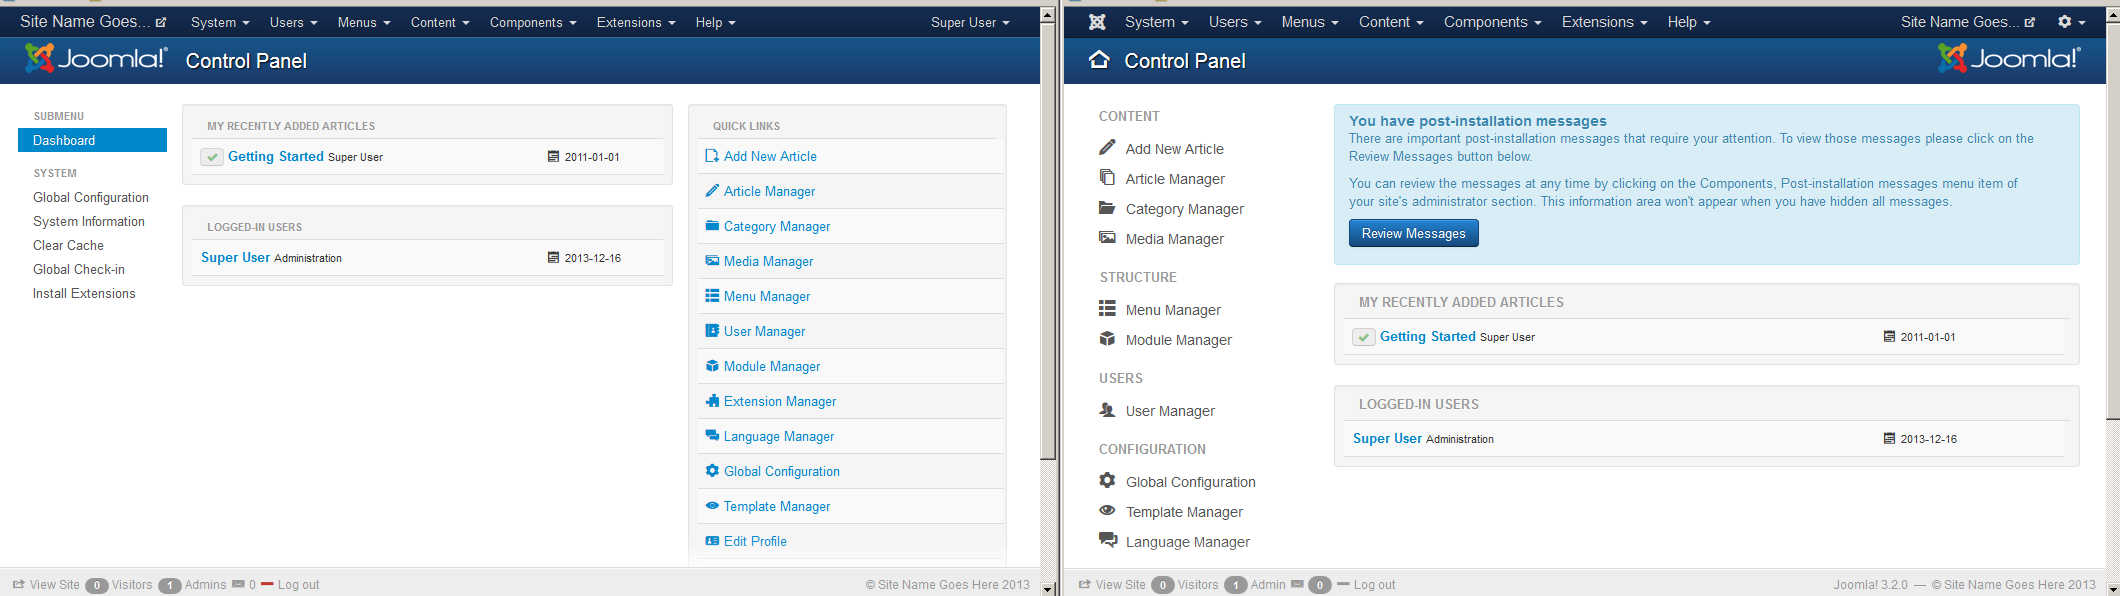 Site Name Goes... System Users Menus Content Components Extensions Help Super User
Joomla! Control Panel
SUBMENU
Dashboard
SYSTEM
Global Configuration
System Information
Clear Cache
Global Check-in
Install Extensions
MY RECENTLY ADDED ARTICLES
Getting Started Super User 2011-01-01
LOGGED-IN USERS
Super User Administration 2013-12-16
QUICK LINKS
Add New Article
Article Manager
Category Manager
Media Manager
Menu Manager
User Manager
Module Manager
Extension Manager
Language Manager
Global Configuration
Template Manager
Edit Profile
View Site 0 Visitors 1 Admins 0 Log out © Site Name Goes Here 2013
System Users Menus Content Components Extensions Help Site Name Goes...
Control Panel Joomla!
CONTENT
Add New Article
Article Manager
Category Manager
Media Manager
STRUCTURE
Menu Manager
Module Manager
USERS
User Manager
CONFIGURATION
Global Configuration
Template Manager
Language Manager
You have post-installation messages
There are important post-installation messages that require your attention. To view those messages please click on the
Review Messages button below.
You can review the messages at any time by clicking on the Components, Post-installation messages menu item of
your site's administrator section. This information area won't appear when you have hidden all messages.
Review Messages
MY RECENTLY ADDED ARTICLES
Getting Started Super User 2011-01-01
LOGGED-IN USERS
Super User Administration 2013-12-16
View Site 0 Visitors 1 Admin 0 Log out Joomla! 3.2.0 — © Site Name Goes Here 2013